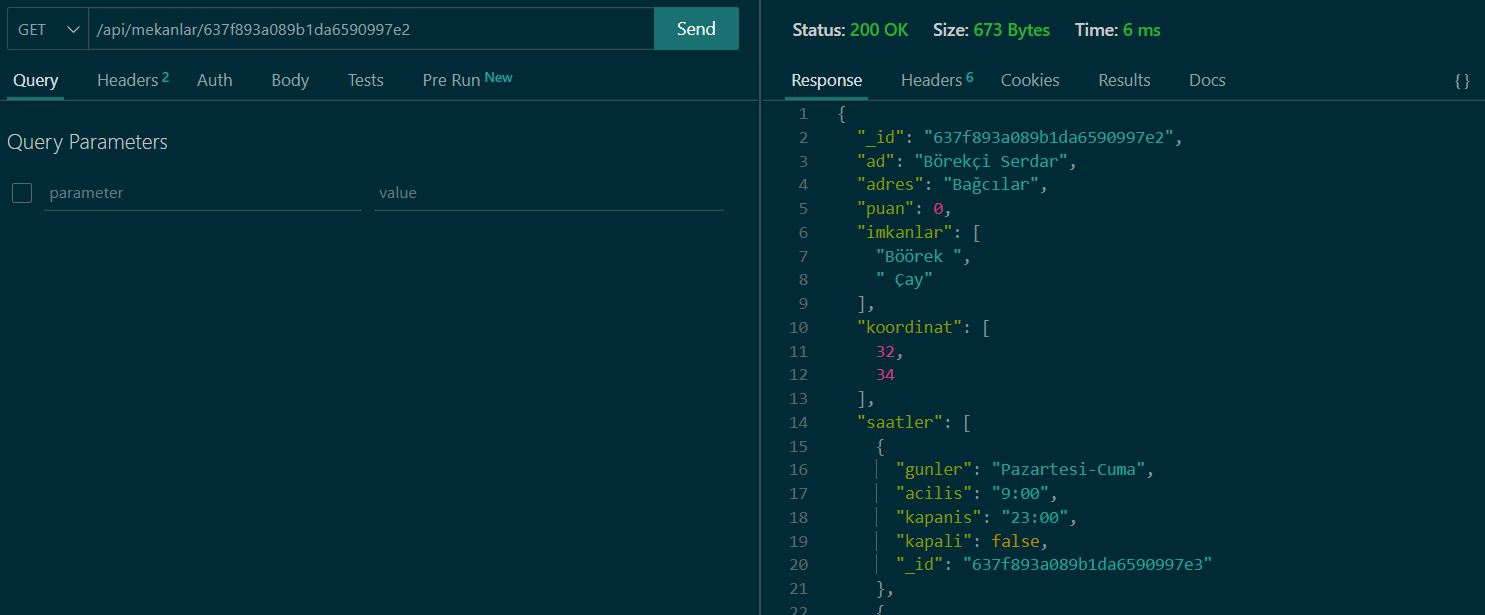 GET /api/mekanlar/637f893a089b1da6590997e2 Send
Query Headers 2 Auth Body Tests Pre Run New
Query Parameters
parameter value
Status: 200 OK Size: 673 Bytes Time: 6 ms
Response Headers 6 Cookies Results Docs { }
1 {
2 "_id": "637f893a089b1da6590997e2",
3 "ad": "Börekçi Serdar",
4 "adres": "Bağcılar",
5 "puan": 0,
6 "imkanlar": [
7 "Böörek ",
8 " Çay"
9 ],
10 "koordinat": [
11 32,
12 34
13 ],
14 "saatler": [
15 {
16 "gunler": "Pazartesi-Cuma",
17 "acilis": "9:00",
18 "kapanis": "23:00",
19 "kapali": false,
20 "_id": "637f893a089b1da6590997e3"
21 },
22 {